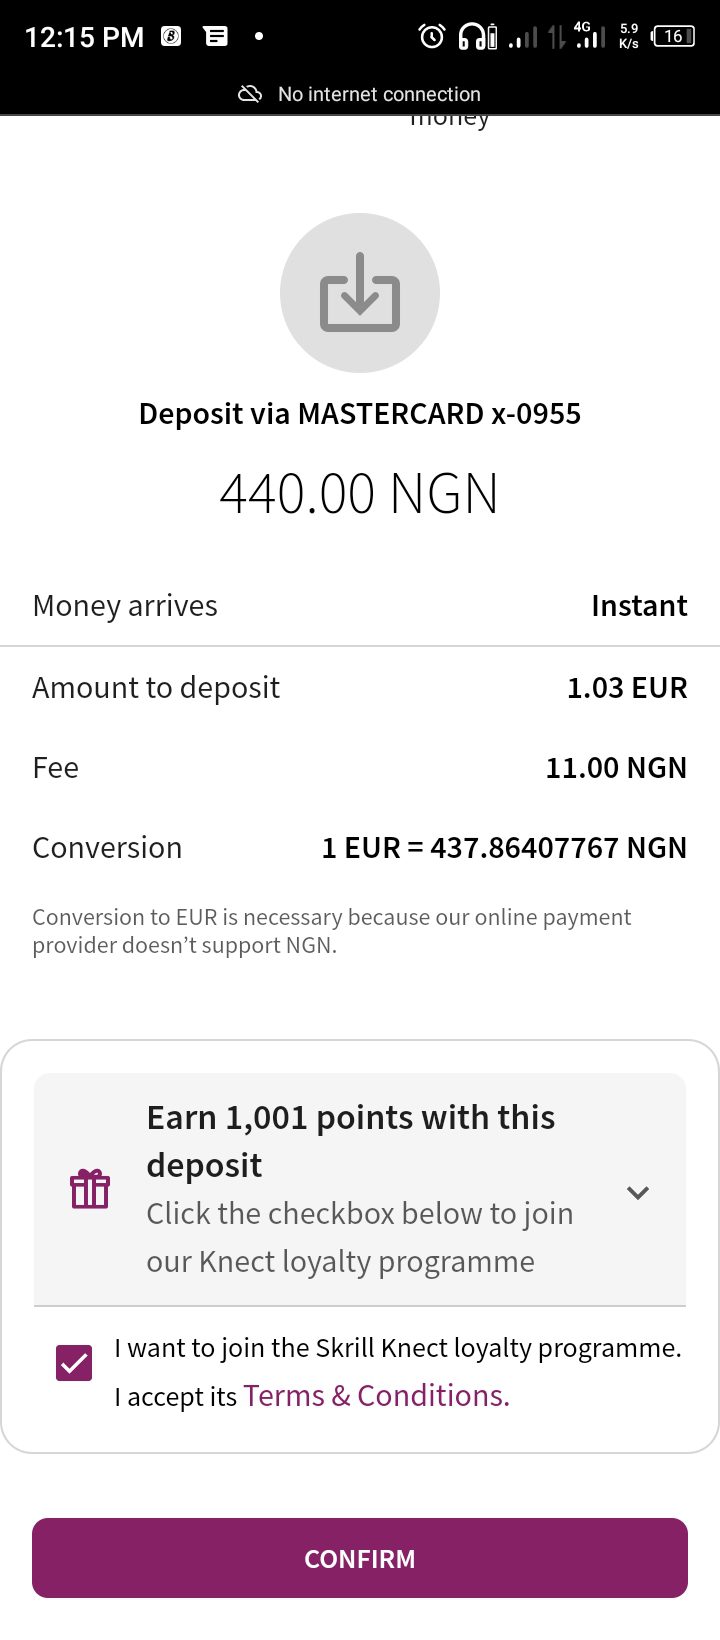 12:15 PM
4G
5.9
K/s
16
No internet connection
money
Deposit via MASTERCARD x-0955
440.00 NGN
Money arrives Instant
Amount to deposit 1.03 EUR
Fee 11.00 NGN
Conversion 1 EUR = 437.86407767 NGN
Conversion to EUR is necessary because our online payment
provider doesn’t support NGN.
Earn 1,001 points with this
deposit
Click the checkbox below to join
our Knect loyalty programme
I want to join the Skrill Knect loyalty programme.
I accept its Terms & Conditions.
CONFIRM